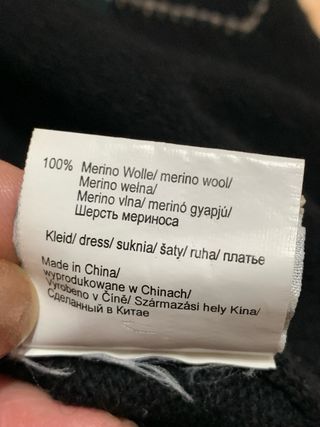 100% Merino Wolle/ merino wool/
Merino wełna/
Merino vlna/ merinó gyapjú/
Шерсть мериноса
Kleid/ dress/ suknia/ šaty/ ruha/ платье
Made in China/
wyprodukowane w Chinach/
Vyrobeno v Číně/ Származási hely Kína/
Сделанный в Китае